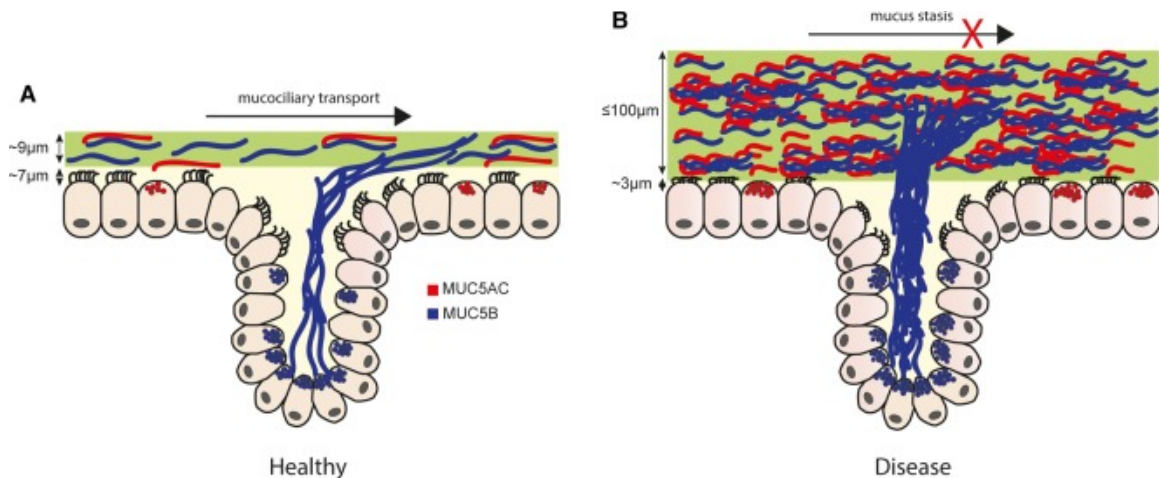 A
mucociliary transport
~9µm
~7µm
MUC5AC
MUC5B
Healthy
B
mucus stasis
X
≤100µm
~3µm
Disease